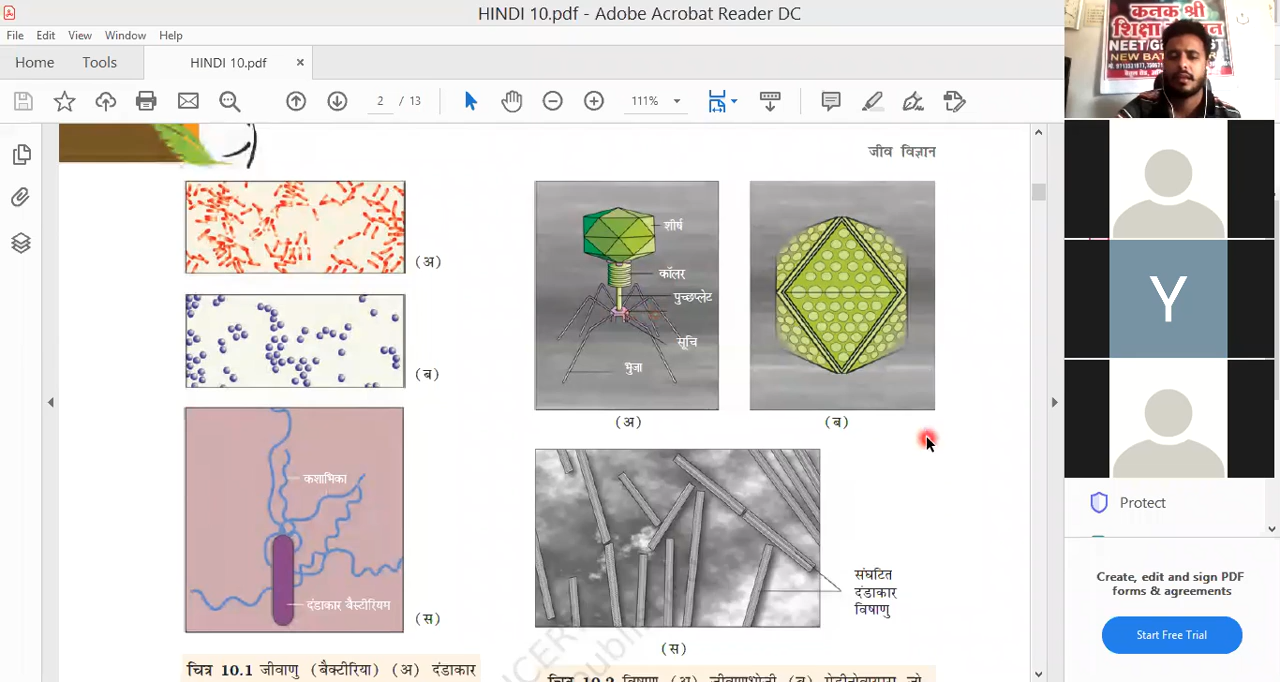 HINDI 10.pdf - Adobe Acrobat Reader DC
File Edit View Window Help
Home Tools HINDI 10.pdf ×
2 / 13 111%
जीव विज्ञान
(अ)
(ब)
कशाभिका
दंडाकार बैक्टीरियम
(स)
शीर्ष
कॉलर
पुच्छप्लेट
सूचि
भुजा
(अ)
(ब)
संघटित
दंडाकार
विषाणु
(स)
चित्र 10.1 जीवाणु (बैक्टीरिया) (अ) दंडाकार
कनक श्री
शिक्षा
NEW
Y
Protect
Create, edit and sign PDF
forms & agreements
Start Free Trial